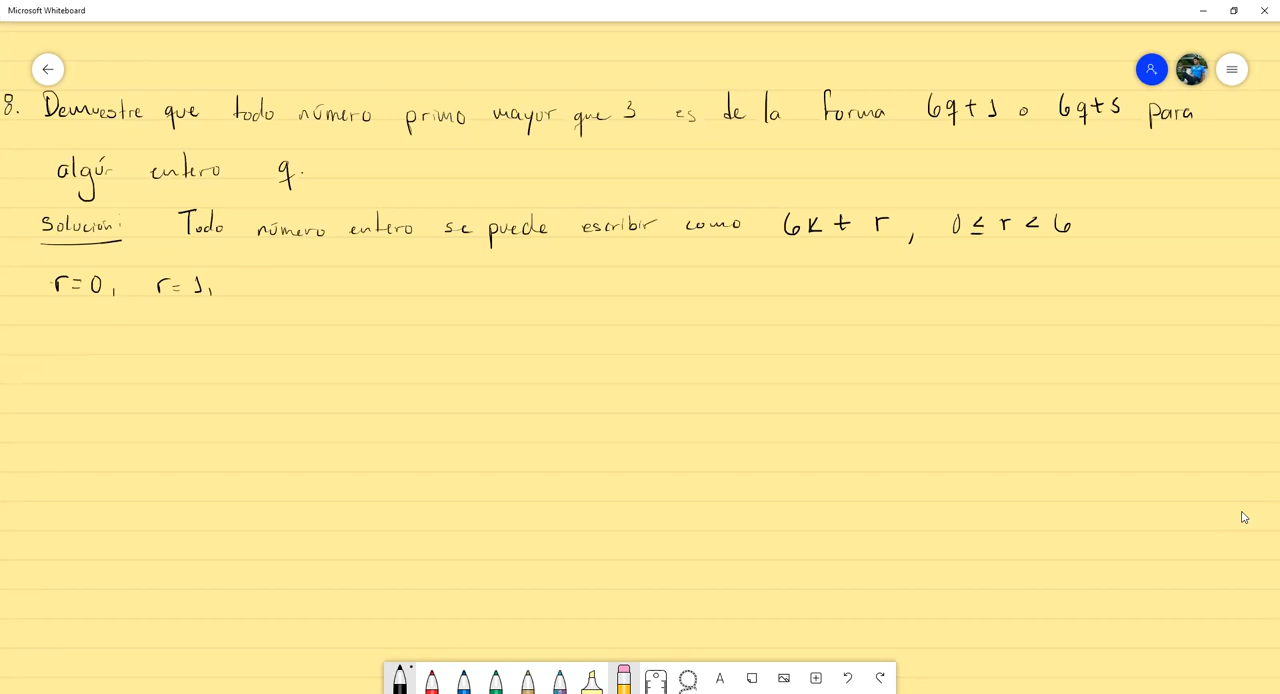 Microsoft Whiteboard
8. Demuestre que todo número primo mayor que 3 es de la forma 6q+1 o 6q+5 para
algún entero q.
Solución: Todo número entero se puede escribir como 6k + r , 0 ≤ r < 6
r=0, r=1,